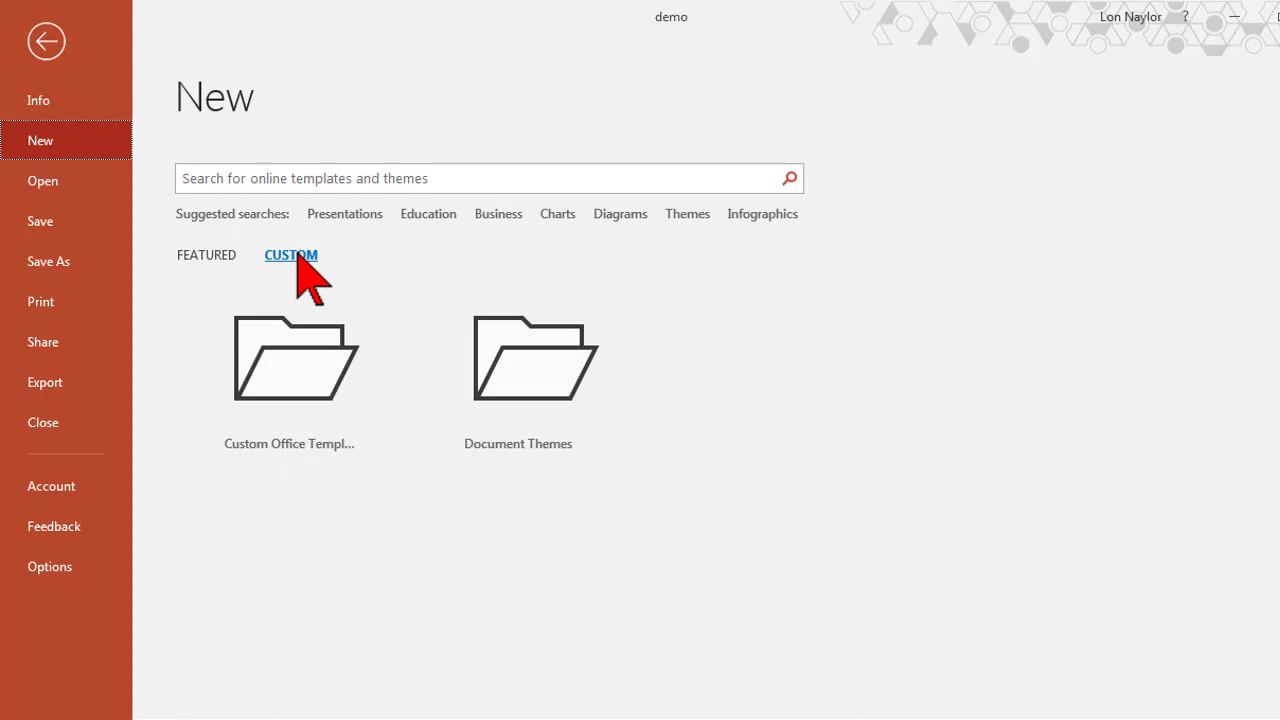 demo
Lon Naylor ?
Info
New
Open
Save
Save As
Print
Share
Export
Close
Account
Feedback
Options
New
Search for online templates and themes
Suggested searches: Presentations Education Business Charts Diagrams Themes Infographics
FEATURED CUSTOM
Custom Office Templ... Document Themes